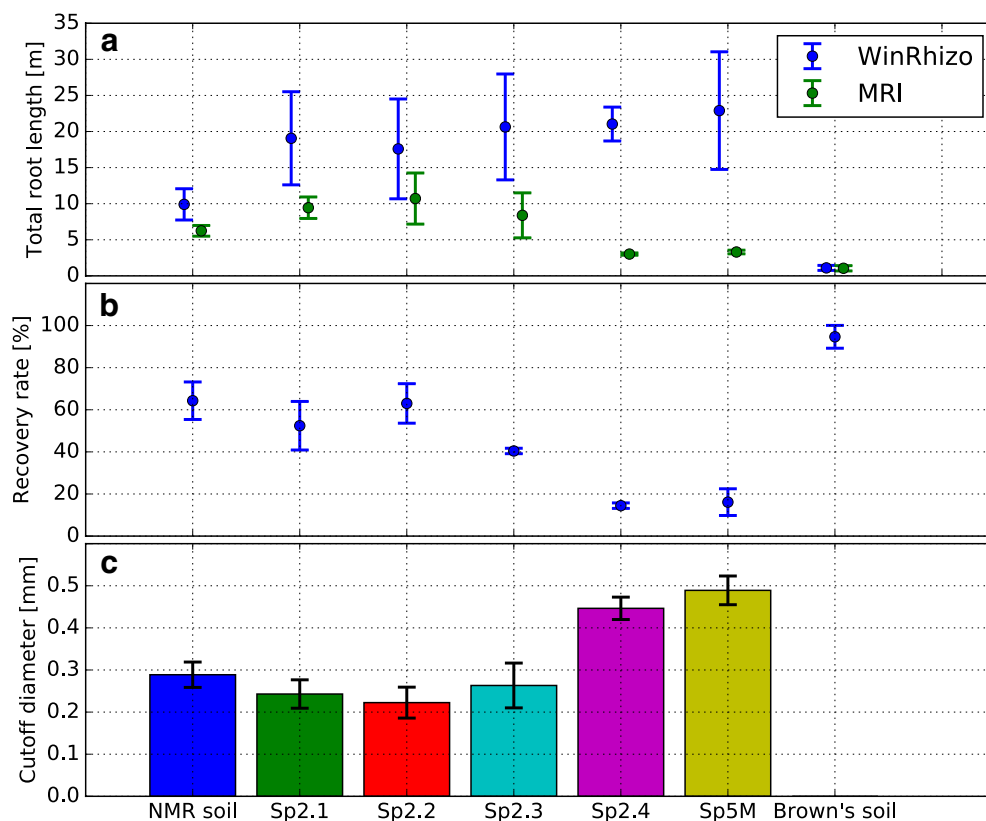 a
Total root length [m]
35
30
25
20
15
10
5
0
WinRhizo
MRI
b
Recovery rate [%]
100
80
60
40
20
0
c
Cutoff diameter [mm]
0.5
0.4
0.3
0.2
0.1
0.0
NMR soil Sp2.1 Sp2.2 Sp2.3 Sp2.4 Sp5M Brown's soil